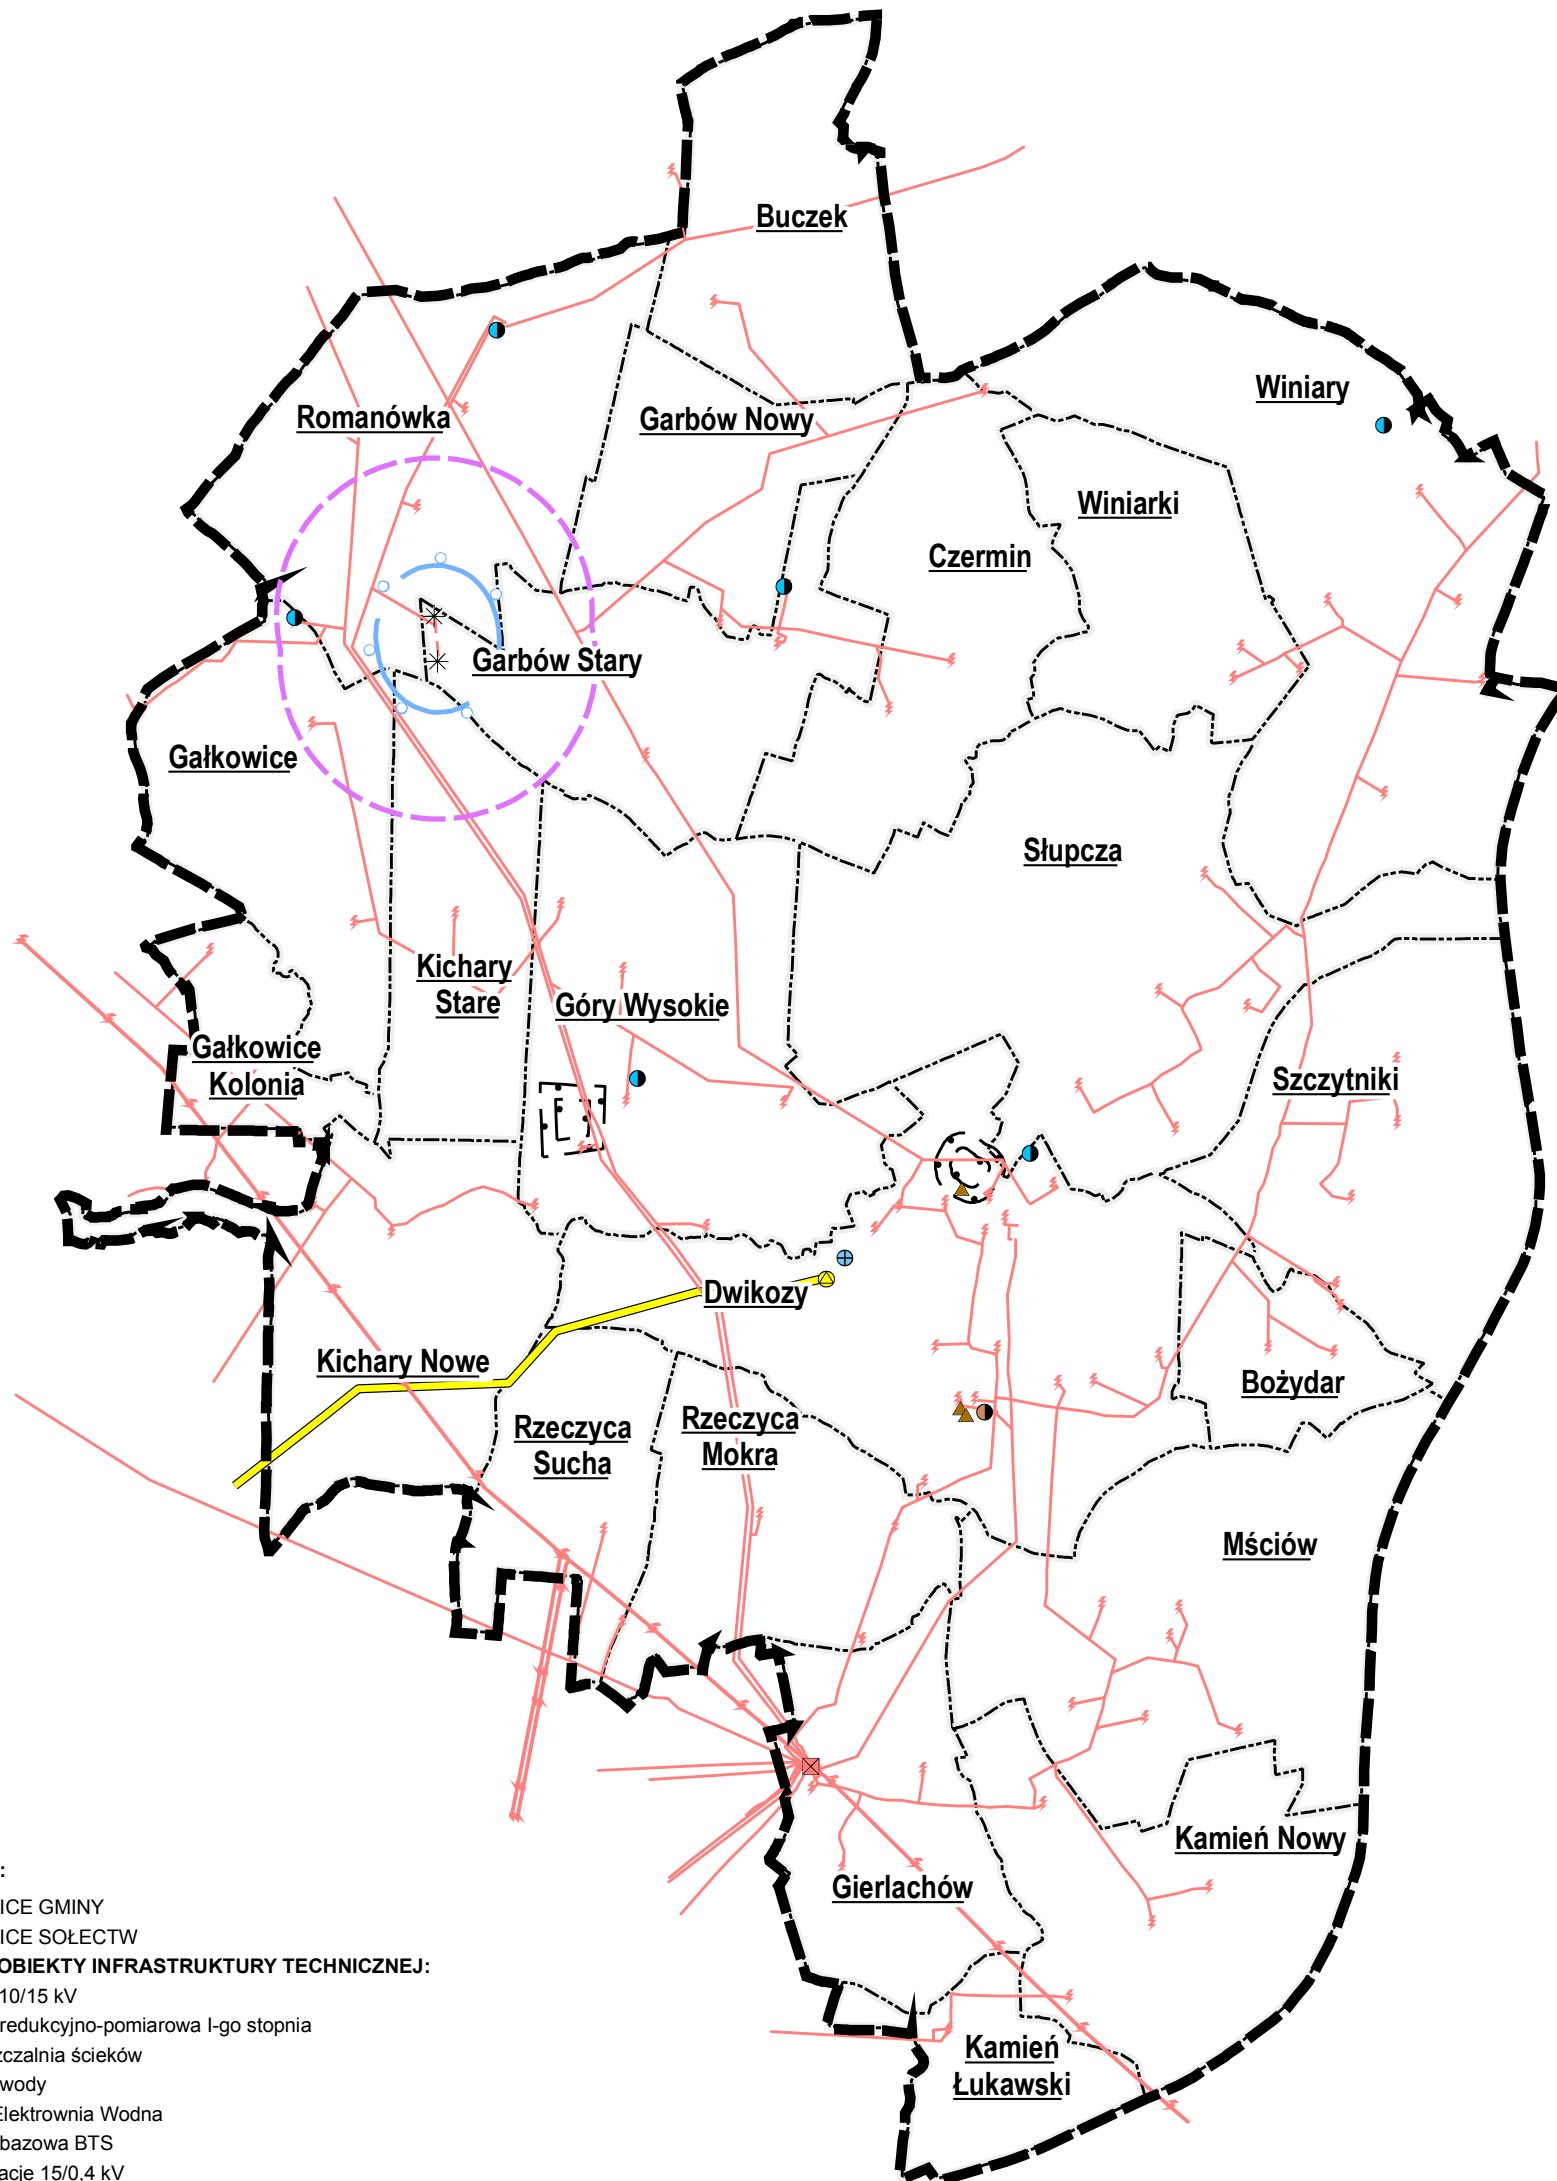 Buczek
Winiary
Romanówka
Garbów Nowy
Winiarki
Czermin
Garbów Stary
Gałkowice
Słupcza
Kichary
Stare
Góry Wysokie
Gałkowice
Kolonia
Szczytniki
Dwikozy
Kichary Nowe
Bożydar
Rzeczyca
Sucha
Rzeczyca
Mokra
Mściów
Kamień Nowy
Gierlachów
Kamień
Łukawski
:
ICE GMINY
ICE SOŁECTW
OBIEKTY INFRASTRUKTURY TECHNICZNEJ:
10/15 kV
redukcyjno-pomiarowa I-go stopnia
zczalnia ścieków
wody
Elektrownia Wodna
bazowa BTS
acje 15/0,4 kV